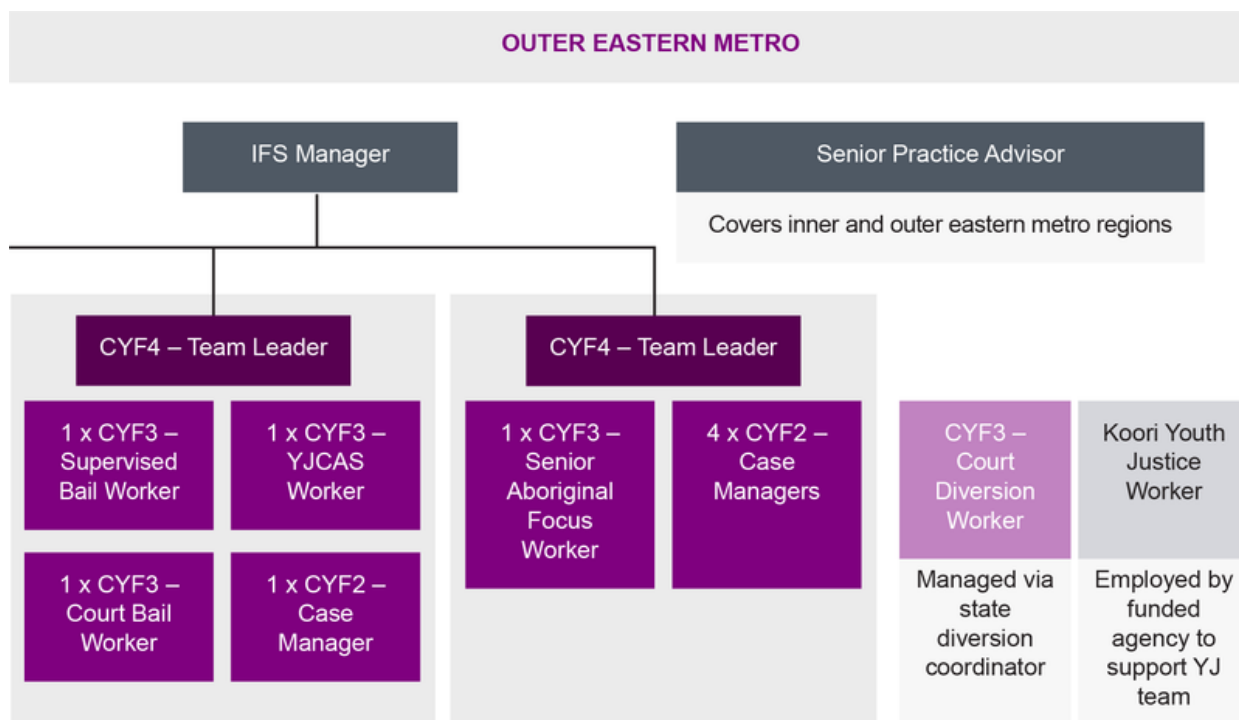 OUTER EASTERN METRO
IFS Manager
Senior Practice Advisor
Covers inner and outer eastern metro regions
CYF4 – Team Leader
1 x CYF3 –
Supervised
Bail Worker
1 x CYF3 –
YJCAS
Worker
1 x CYF3 –
Court Bail
Worker
1 x CYF2 –
Case
Manager
CYF4 – Team Leader
1 x CYF3 –
Senior
Aboriginal
Focus
Worker
4 x CYF2 –
Case
Managers
CYF3 –
Court
Diversion
Worker
Managed via
state
diversion
coordinator
Koori Youth
Justice
Worker
Employed by
funded
agency to
support YJ
team